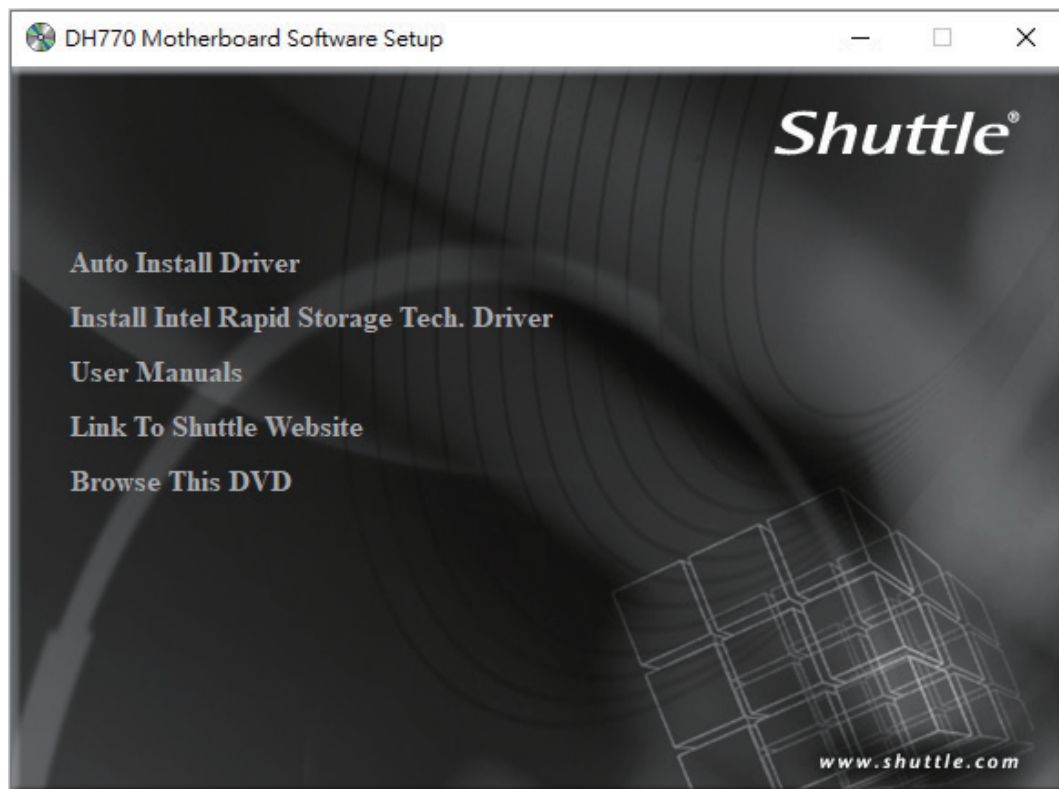 DH770 Motherboard Software Setup
Shuttle®
Auto Install Driver
Install Intel Rapid Storage Tech. Driver
User Manuals
Link To Shuttle Website
Browse This DVD
www.shuttle.com